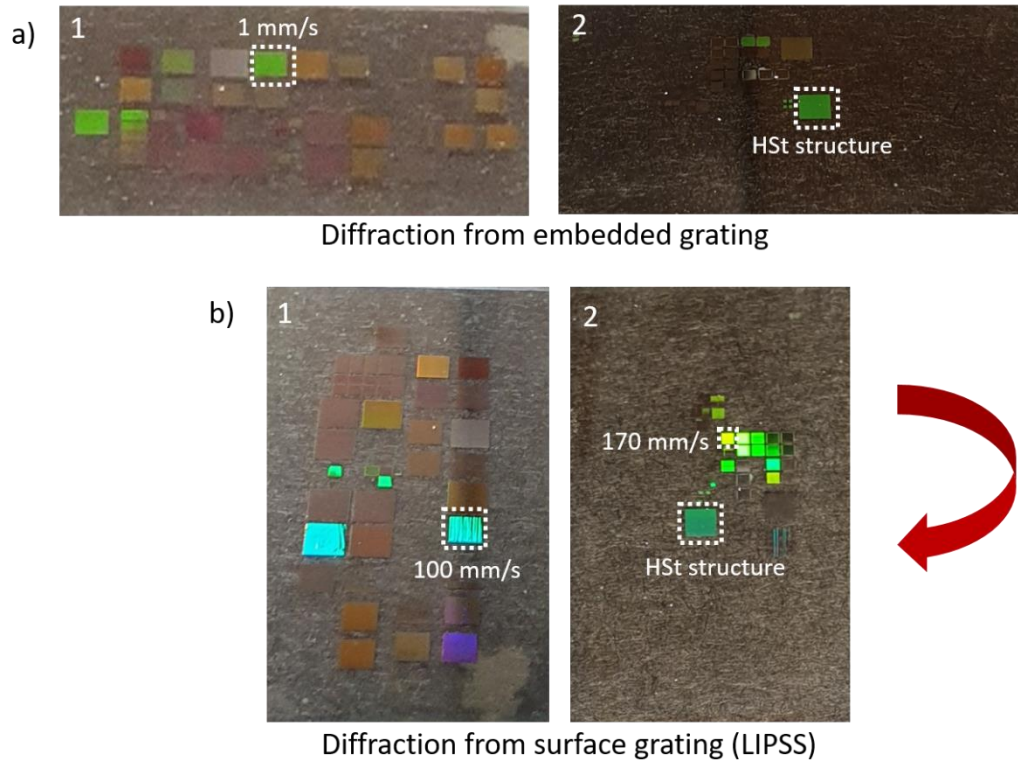 a)
1
1 mm/s
2
HSt structure
Diffraction from embedded grating
b)
1
100 mm/s
2
170 mm/s
HSt structure
Diffraction from surface grating (LIPSS)